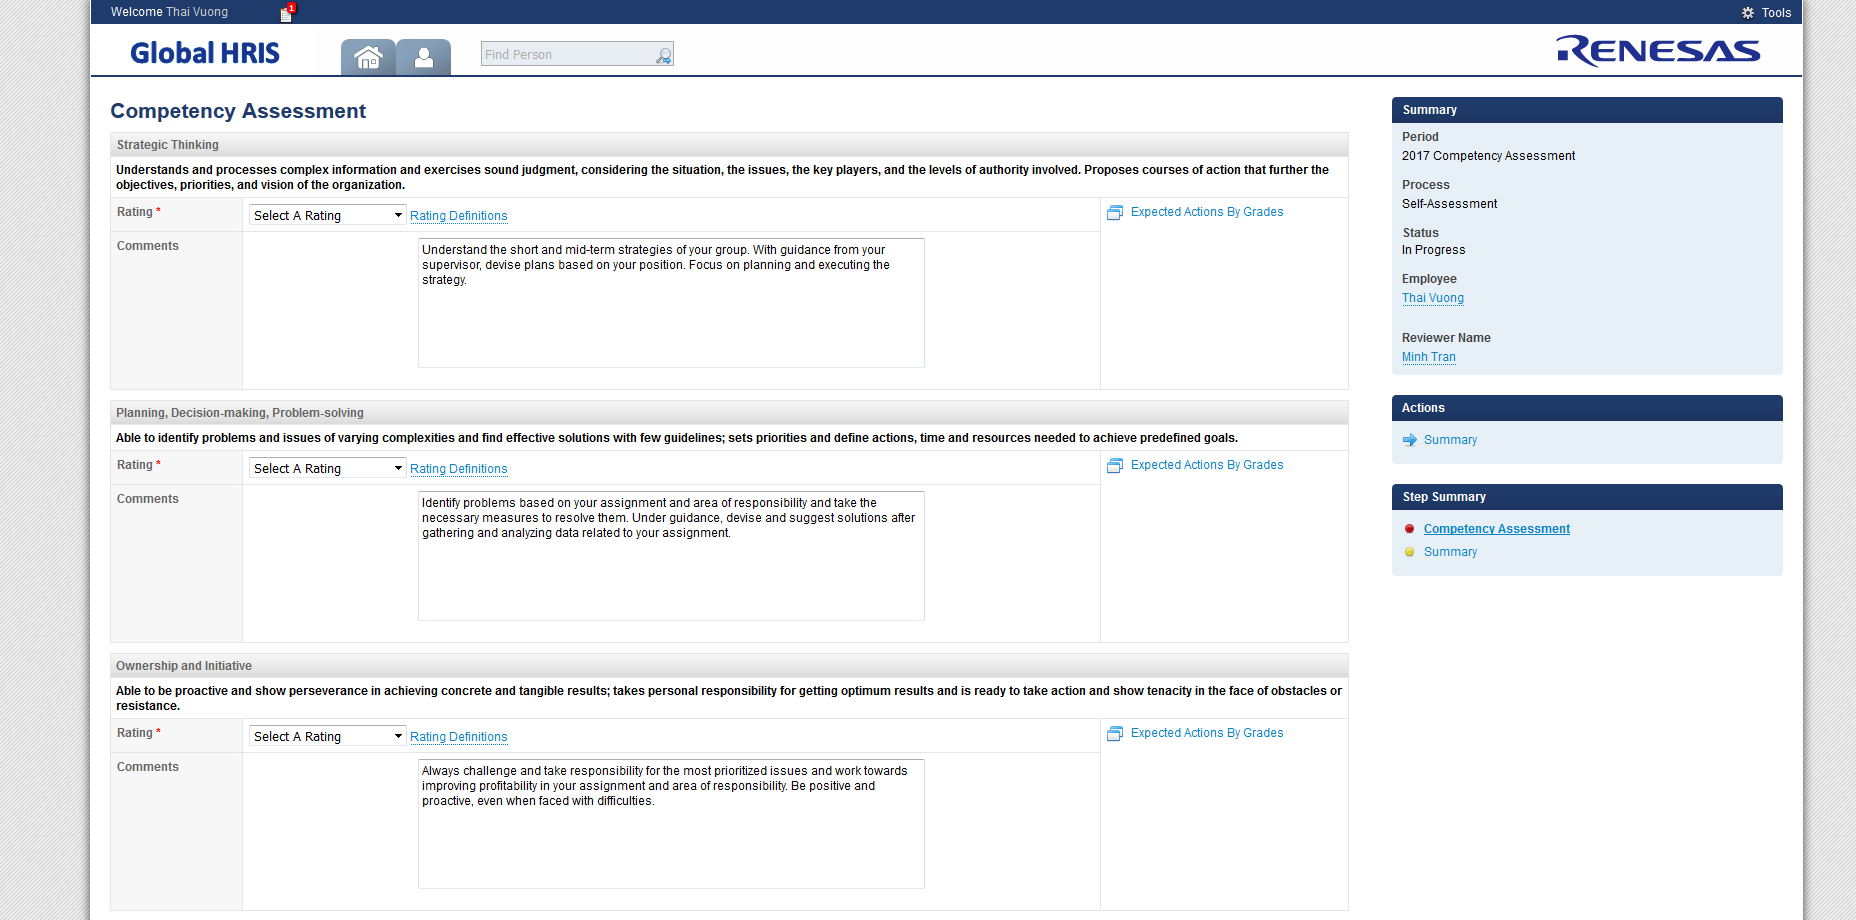 Welcome Thai Vuong
1
Tools
Global HRIS
Find Person
RENESAS
Competency Assessment
Strategic Thinking
Understands and processes complex information and exercises sound judgment, considering the situation, the issues, the key players, and the levels of authority involved. Proposes courses of action that further the
objectives, priorities, and vision of the organization.
Rating *
Select A Rating
Rating Definitions
Expected Actions By Grades
Comments
Understand the short and mid-term strategies of your group. With guidance from your
supervisor, devise plans based on your position. Focus on planning and executing the
strategy.
Planning, Decision-making, Problem-solving
Able to identify problems and issues of varying complexities and find effective solutions with few guidelines; sets priorities and define actions, time and resources needed to achieve predefined goals.
Rating *
Select A Rating
Rating Definitions
Expected Actions By Grades
Comments
Identify problems based on your assignment and area of responsibility and take the
necessary measures to resolve them. Under guidance, devise and suggest solutions after
gathering and analyzing data related to your assignment.
Ownership and Initiative
Able to be proactive and show perseverance in achieving concrete and tangible results; takes personal responsibility for getting optimum results and is ready to take action and show tenacity in the face of obstacles or
resistance.
Rating *
Select A Rating
Rating Definitions
Expected Actions By Grades
Comments
Always challenge and take responsibility for the most prioritized issues and work towards
improving profitability in your assignment and area of responsibility. Be positive and
proactive, even when faced with difficulties.
Summary
Period
2017 Competency Assessment
Process
Self-Assessment
Status
In Progress
Employee
Thai Vuong
Reviewer Name
Minh Tran
Actions
Summary
Step Summary
Competency Assessment
Summary